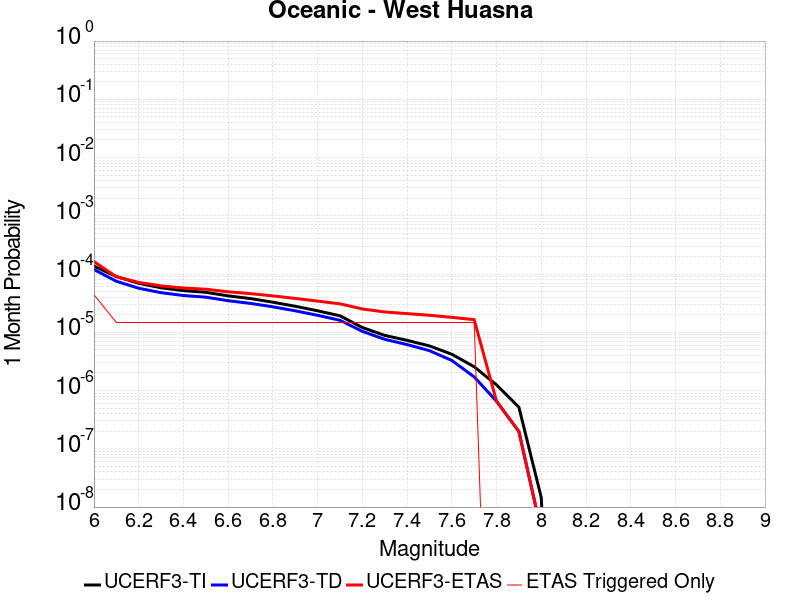 Oceanic - West Huasna
1 Month Probability
10^0
10^-1
10^-2
10^-3
10^-4
10^-5
10^-6
10^-7
10^-8
6 6.2 6.4 6.6 6.8 7 7.2 7.4 7.6 7.8 8 8.2 8.4 8.6 8.8 9
Magnitude
UCERF3-TI UCERF3-TD UCERF3-ETAS ETAS Triggered Only